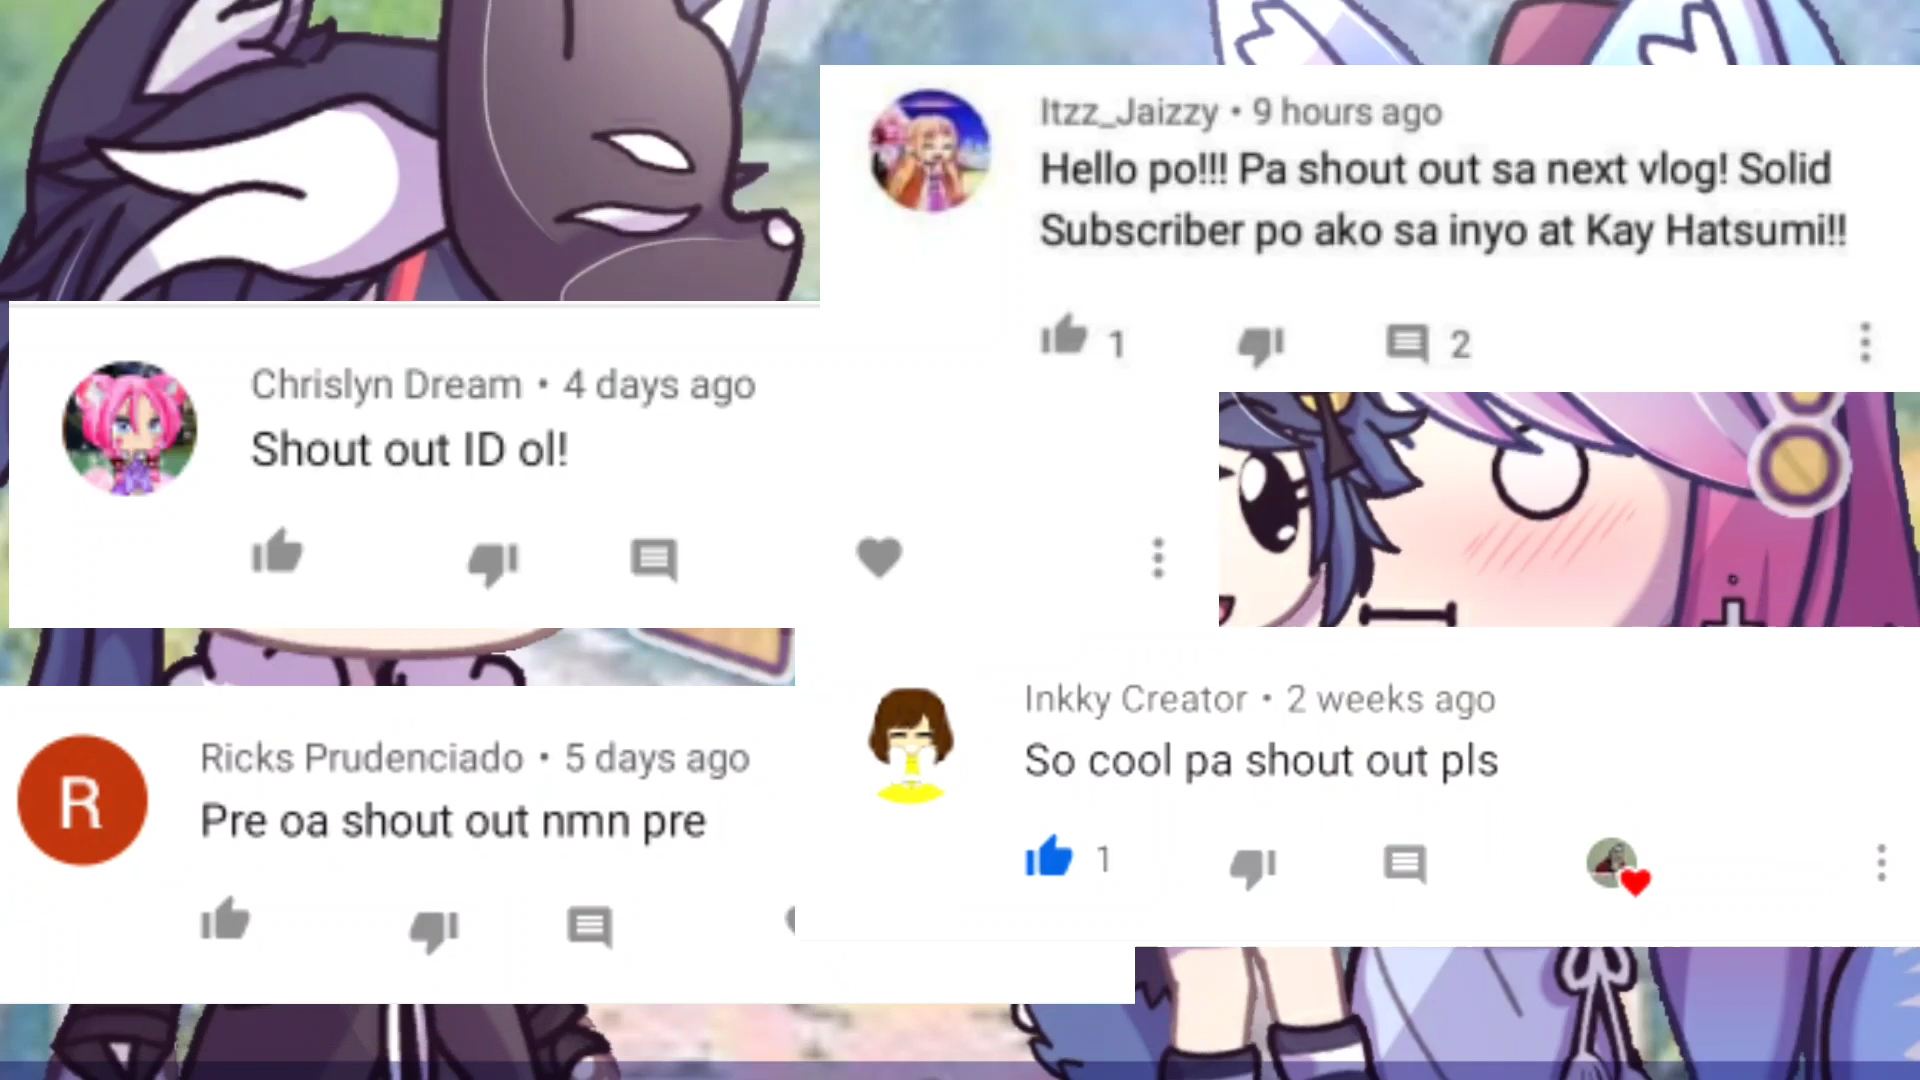 Itzz_Jaizzy • 9 hours ago
Hello po!!! Pa shout out sa next vlog! Solid
Subscriber po ako sa inyo at Kay Hatsumi!!
1 2
Chrislyn Dream • 4 days ago
Shout out ID ol!
Inkky Creator • 2 weeks ago
So cool pa shout out pls
1
R
Ricks Prudenciado • 5 days ago
Pre oa shout out nmn pre